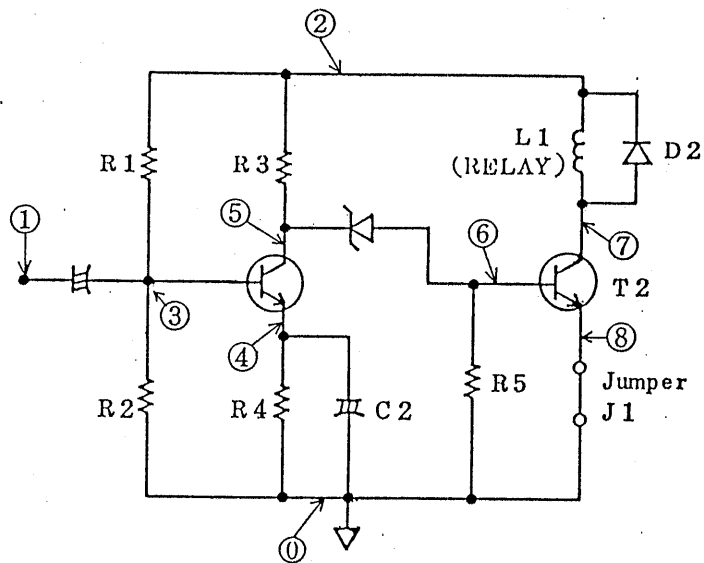 ②
L1
(RELAY)
D2
R1
R3
①
⑤
⑥
⑦
T2
③
④
⑧
R2
R4
C2
R5
Jumper
J1
⓪